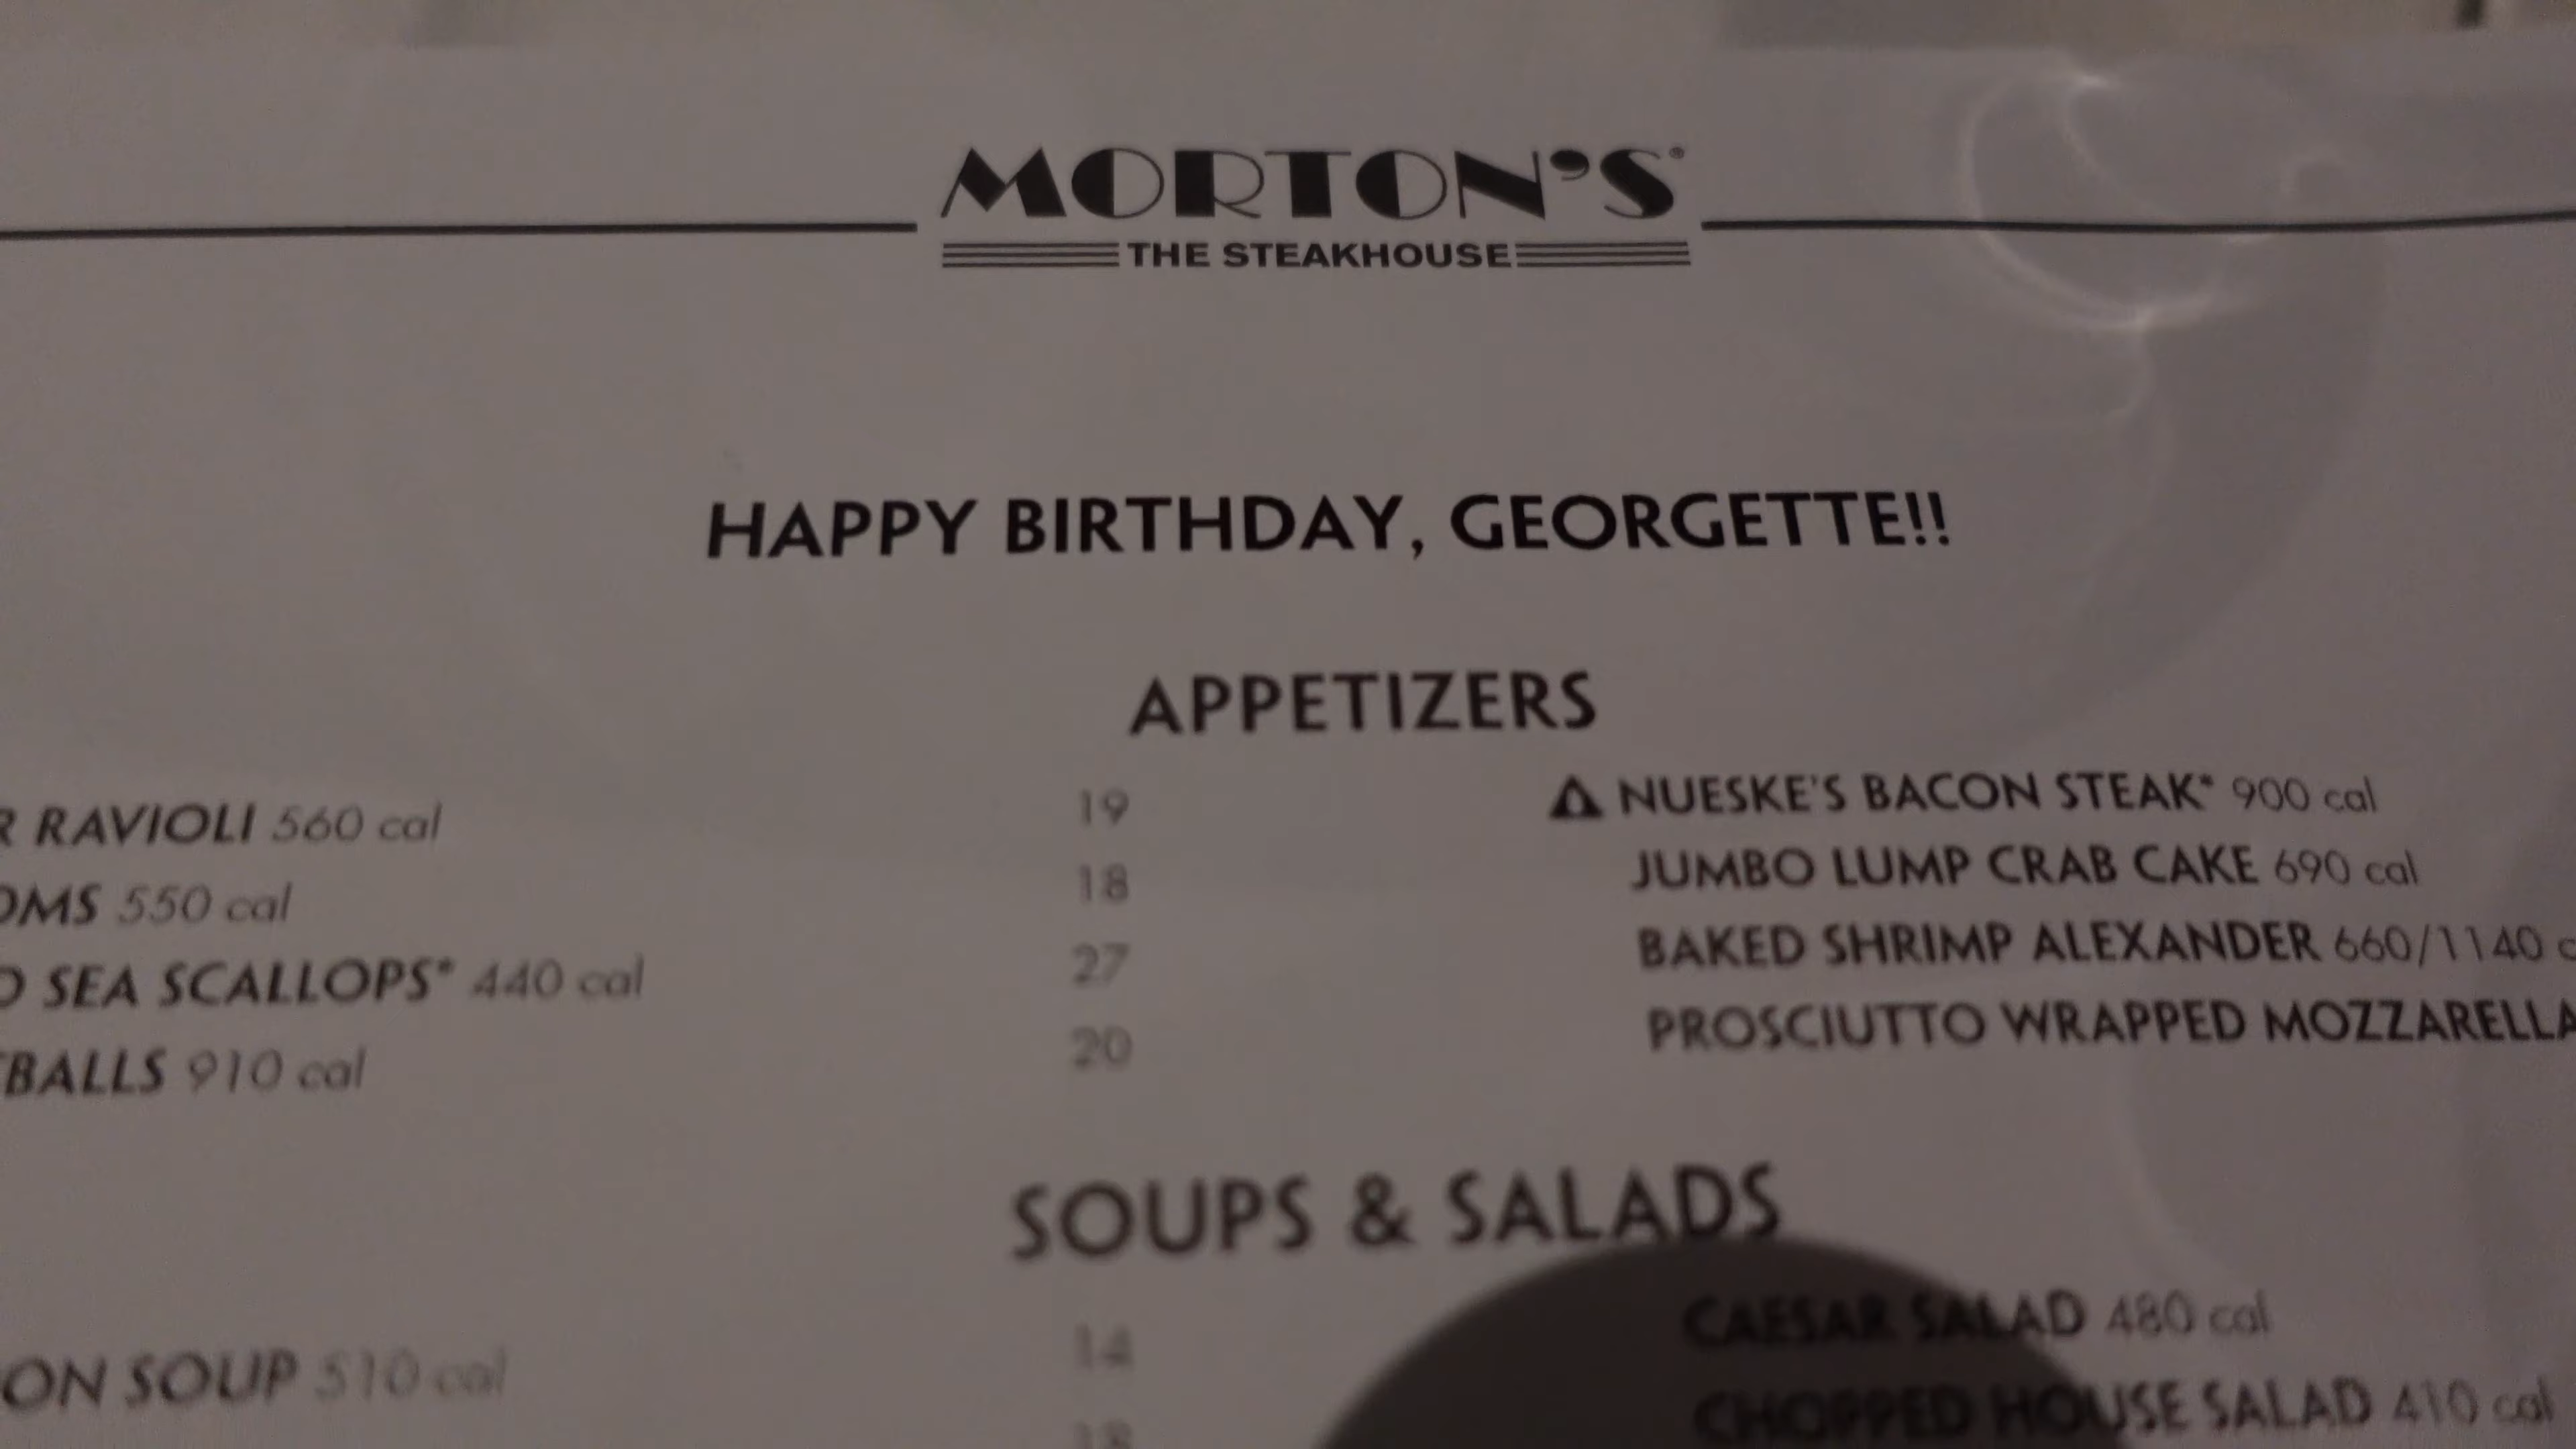 MORTON'S®
THE STEAKHOUSE
HAPPY BIRTHDAY, GEORGETTE!!
APPETIZERS
R RAVIOLI 560 cal 19
OMS 550 cal 18
SEA SCALLOPS* 440 cal 27
BALLS 910 cal 20
NUESKE'S BACON STEAK* 900 cal
JUMBO LUMP CRAB CAKE 690 cal
BAKED SHRIMP ALEXANDER 660/1140 c
PROSCIUTTO WRAPPED MOZZARELLA
SOUPS & SALADS
ON SOUP 510 cal 14
CAESAR SALAD 480 cal
CHOPPED HOUSE SALAD 410 cal